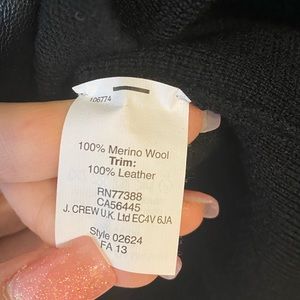 106774
100% Merino Wool
Trim:
100% Leather
RN77388
CA56445
J. CREW U.K. Ltd EC4V 6JA
Style 02624
FA 13